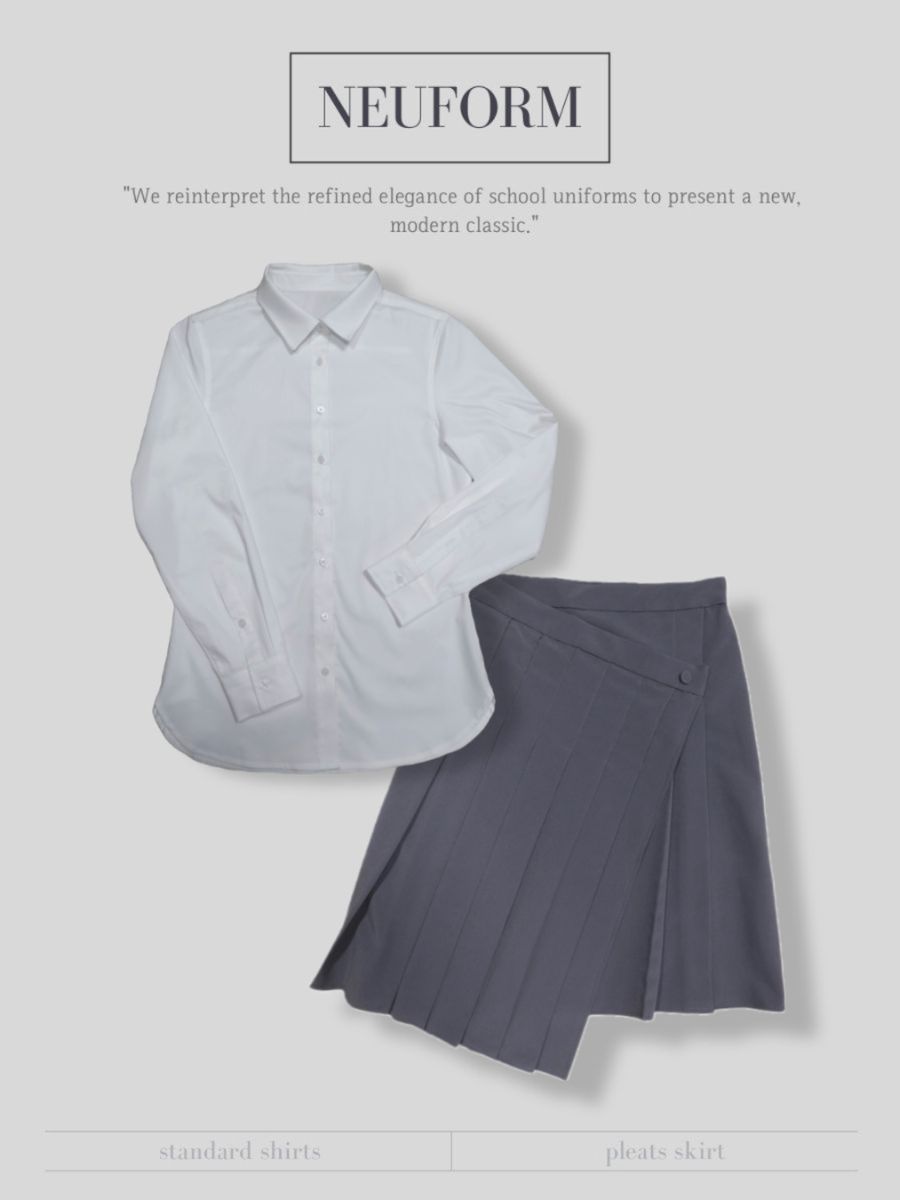 NEUFORM
"We reinterpret the refined elegance of school uniforms to present a new,
modern classic."
standard shirts
pleats skirt